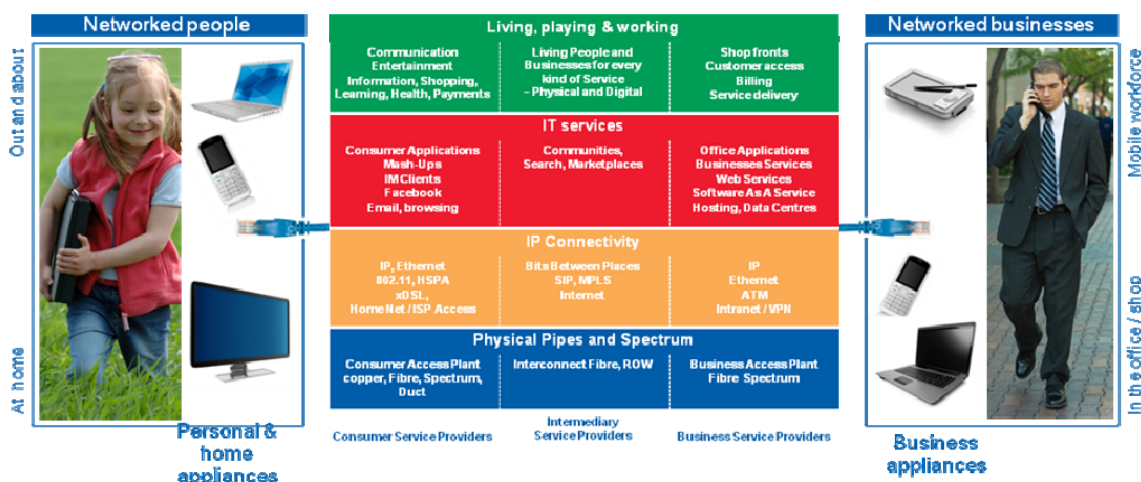 Networked people
Out and about
At home
Personal &
home
appliances
Living, playing & working
Communication
Entertainment
Information, Shopping,
Learning, Health, Payments
Living People and
Businesses for every
kind of Service
– Physical and Digital
Shop fronts
Customer access
Billing
Service delivery
IT services
Consumer Applications
Mash-Ups
IM Clients
Facebook
Email, browsing
Communities,
Search, Marketplaces
Office Applications
Businesses Services
Web Services
Software As A Service
Hosting, Data Centres
IP Connectivity
IP, Ethernet
802.11, HSPA
xDSL,
Home Net / ISP Access
Bits Between Places
SIP, MPLS
Internet
IP
Ethernet
ATM
Intranet / VPN
Physical Pipes and Spectrum
Consumer Access Plant
copper, Fibre, Spectrum,
Duct
Interconnect Fibre, ROW
Business Access Plant
Fibre Spectrum
Consumer Service Providers
Intermediary
Service Providers
Business Service Providers
Networked businesses
Mobile workforce
In the office / shop
Business
appliances